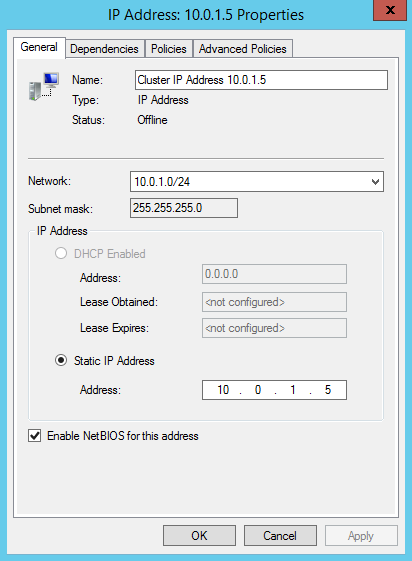 IP Address: 10.0.1.5 Properties
x
General Dependencies Policies Advanced Policies
Name: Cluster IP Address 10.0.1.5
Type: IP Address
Status: Offline
Network: 10.0.1.0/24
Subnet mask: 255.255.255.0
IP Address
DHCP Enabled
Address: 0.0.0.0
Lease Obtained: <not configured>
Lease Expires: <not configured>
Static IP Address
Address: 10 . 0 . 1 . 5
Enable NetBIOS for this address
OK Cancel Apply